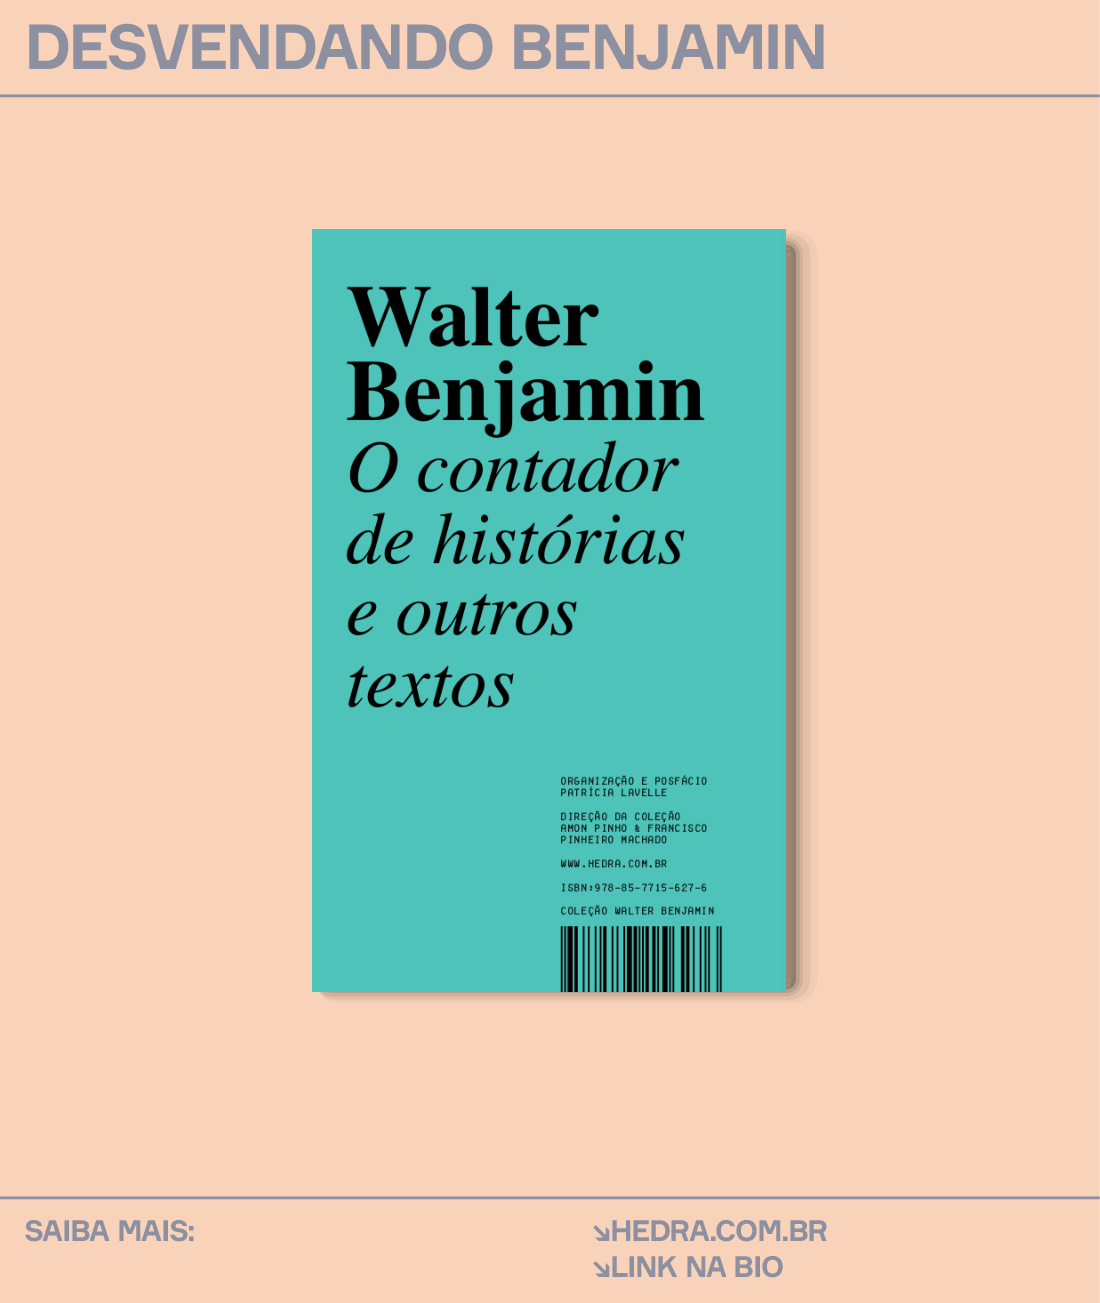 DESVENDANDO BENJAMIN
Walter
Benjamin
O contador
de histórias
e outros
textos
ORGANIZAÇÃO E POSFÁCIO
PATRÍCIA LAVELLE
DIREÇÃO DA COLEÇÃO
AMON PINHO & FRANCISCO
PINHEIRO MACHADO
WWW.HEDRA.COM.BR
ISBN:978-85-7715-627-6
COLEÇÃO WALTER BENJAMIN
SAIBA MAIS:
↘HEDRA.COM.BR
↘LINK NA BIO